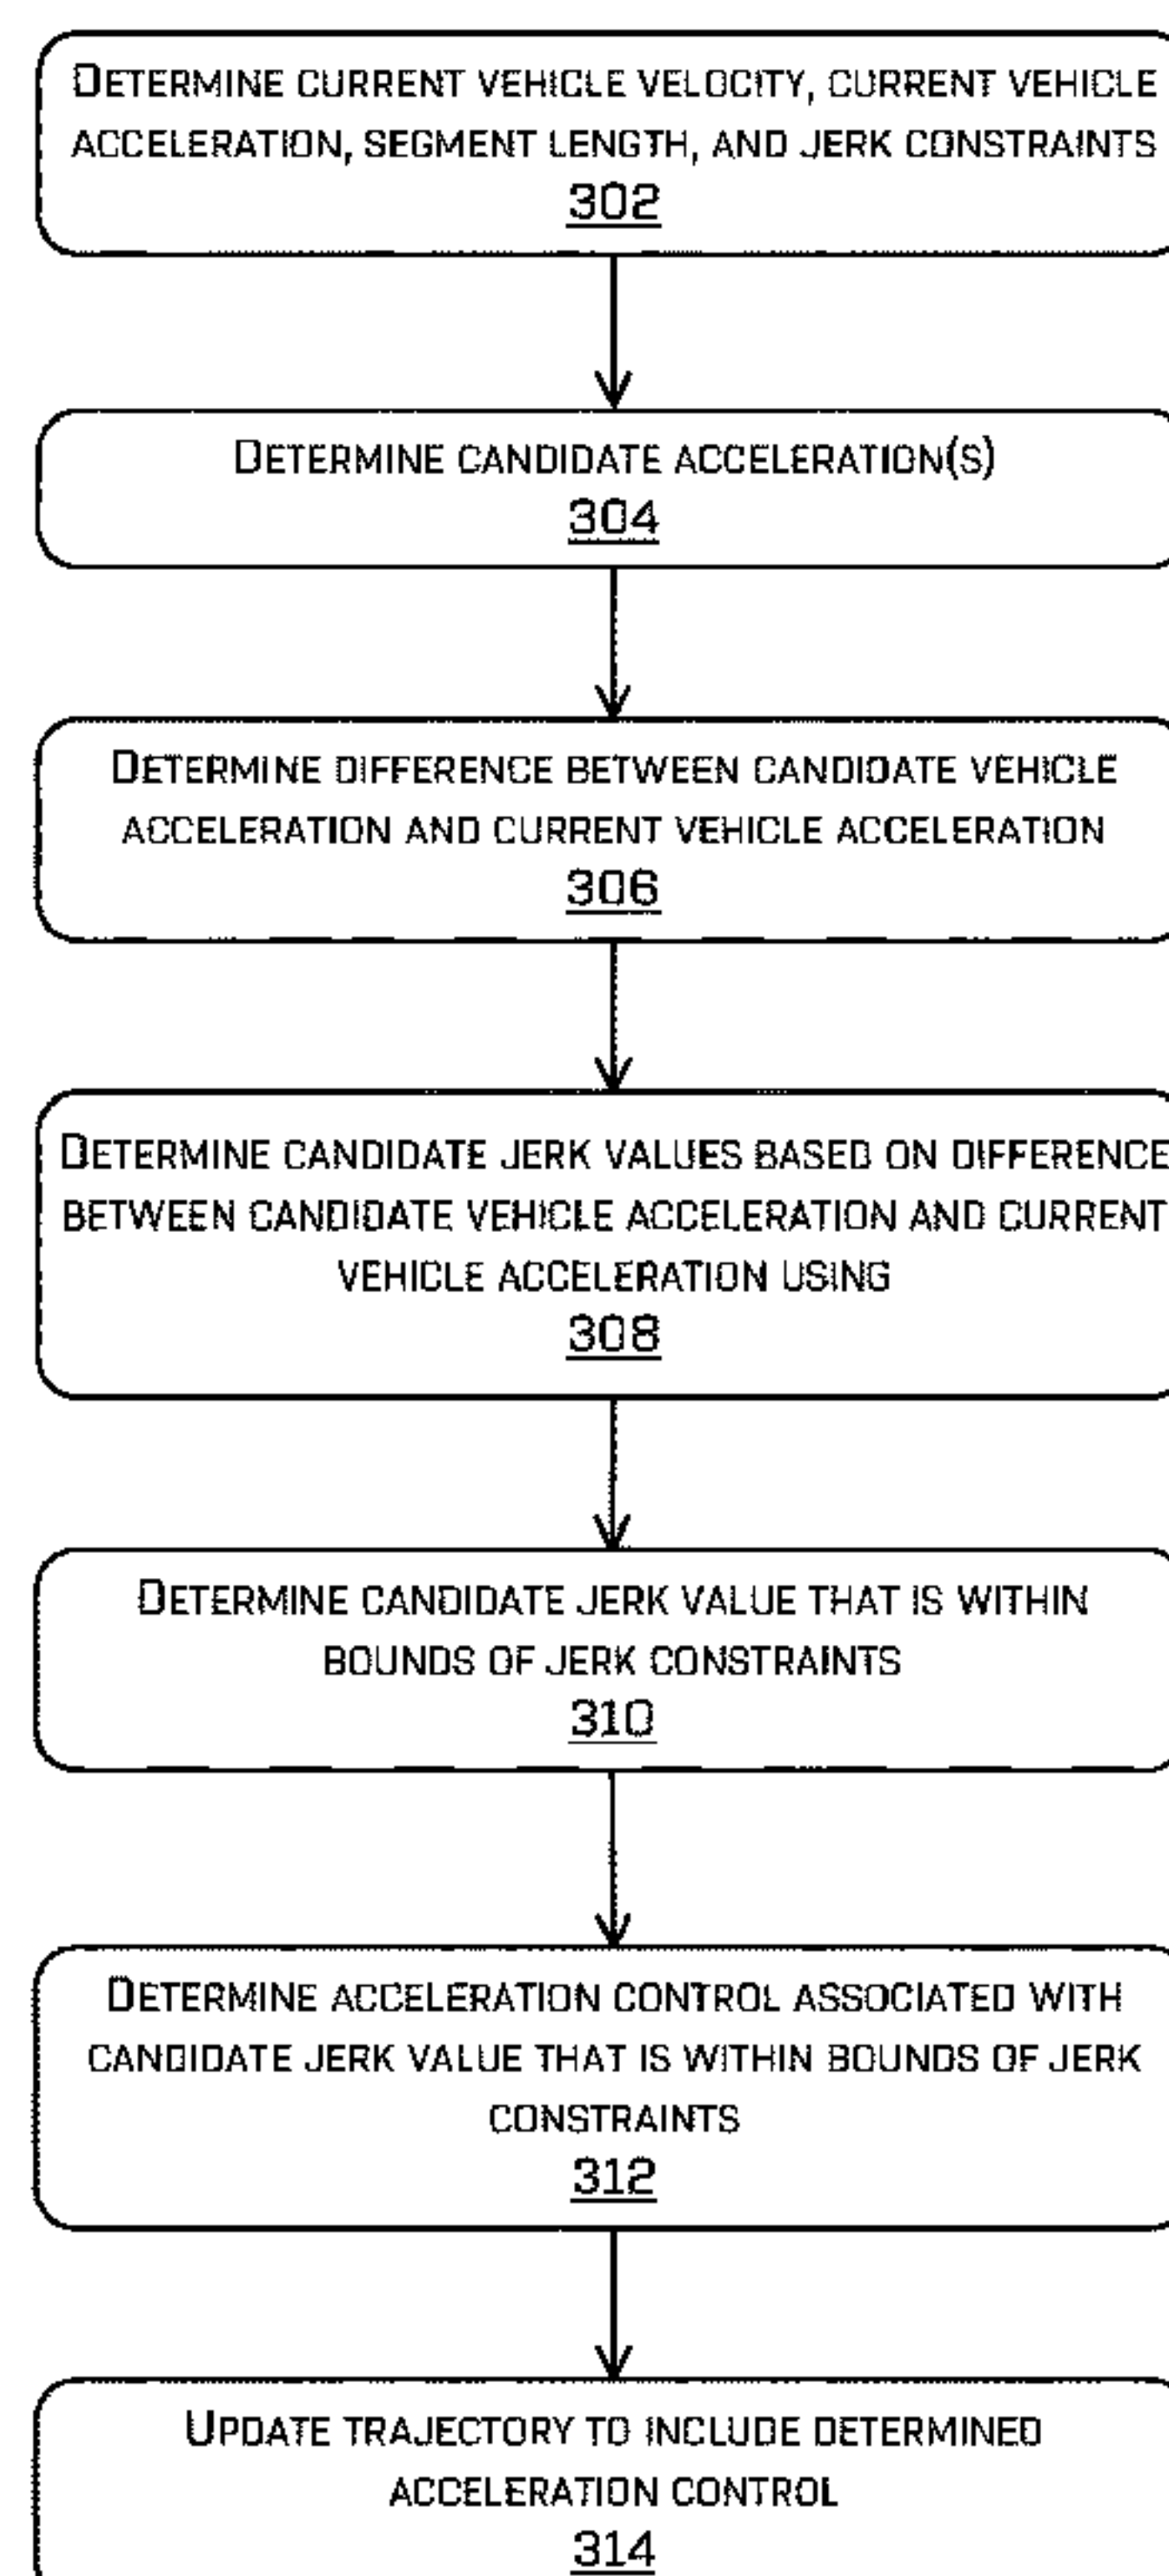 DETERMINE CURRENT VEHICLE VELOCITY, CURRENT VEHICLE
ACCELERATION, SEGMENT LENGTH, AND JERK CONSTRAINTS
302
DETERMINE CANDIDATE ACCELERATION(S)
304
DETERMINE DIFFERENCE BETWEEN CANDIDATE VEHICLE
ACCELERATION AND CURRENT VEHICLE ACCELERATION
306
DETERMINE CANDIDATE JERK VALUES BASED ON DIFFERENCE
BETWEEN CANDIDATE VEHICLE ACCELERATION AND CURRENT
VEHICLE ACCELERATION USING
308
DETERMINE CANDIDATE JERK VALUE THAT IS WITHIN
BOUNDS OF JERK CONSTRAINTS
310
DETERMINE ACCELERATION CONTROL ASSOCIATED WITH
CANDIDATE JERK VALUE THAT IS WITHIN BOUNDS OF JERK
CONSTRAINTS
312
UPDATE TRAJECTORY TO INCLUDE DETERMINED
ACCELERATION CONTROL
314